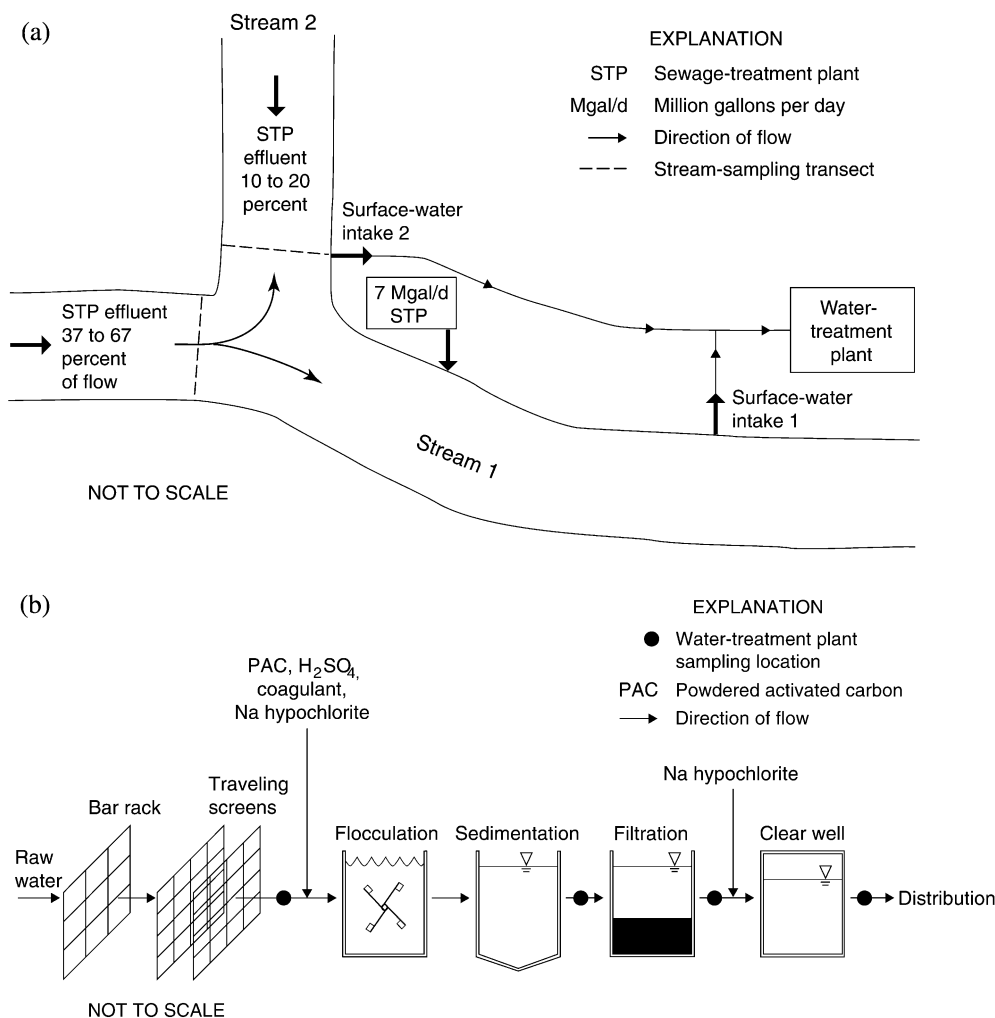 (a)
Stream 2
EXPLANATION
STP Sewage-treatment plant
Mgal/d Million gallons per day
Direction of flow
Stream-sampling transect
STP
effluent
10 to 20
percent
Surface-water
intake 2
7 Mgal/d
STP
Water-
treatment
plant
STP effluent
37 to 67
percent
of flow
Surface-water
intake 1
Stream 1
NOT TO SCALE
(b)
EXPLANATION
Water-treatment plant
sampling location
PAC Powdered activated carbon
Direction of flow
PAC, H2SO4,
coagulant,
Na hypochlorite
Na hypochlorite
Raw
water
Bar rack
Traveling
screens
Flocculation
Sedimentation
Filtration
Clear well
Distribution
NOT TO SCALE